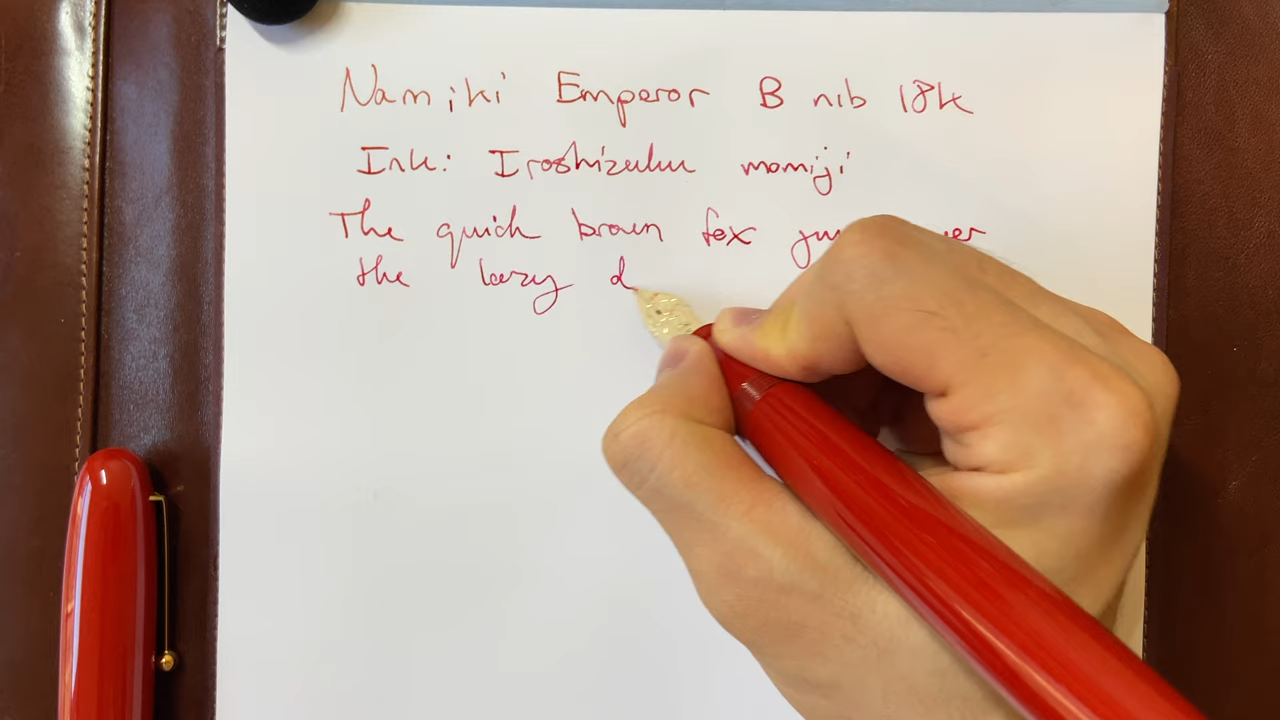 Namiki Emperor B nib 18k
Ink: Iroshizuku momiji
The quick brown fox
the lazy d